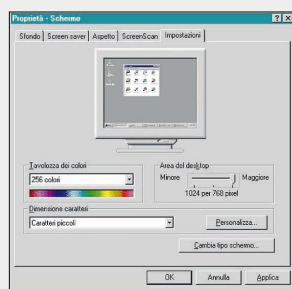 Proprietà - Schermo
Sfondo Screen saver Aspetto ScreenScan Impostazioni
Tavolozza dei colori
256 colori
Area del desktop
Minore Maggiore
1024 per 768 pixel
Dimensione caratteri
Caratteri piccoli
Personalizza...
Cambia tipo schermo...
OK Annulla Applica